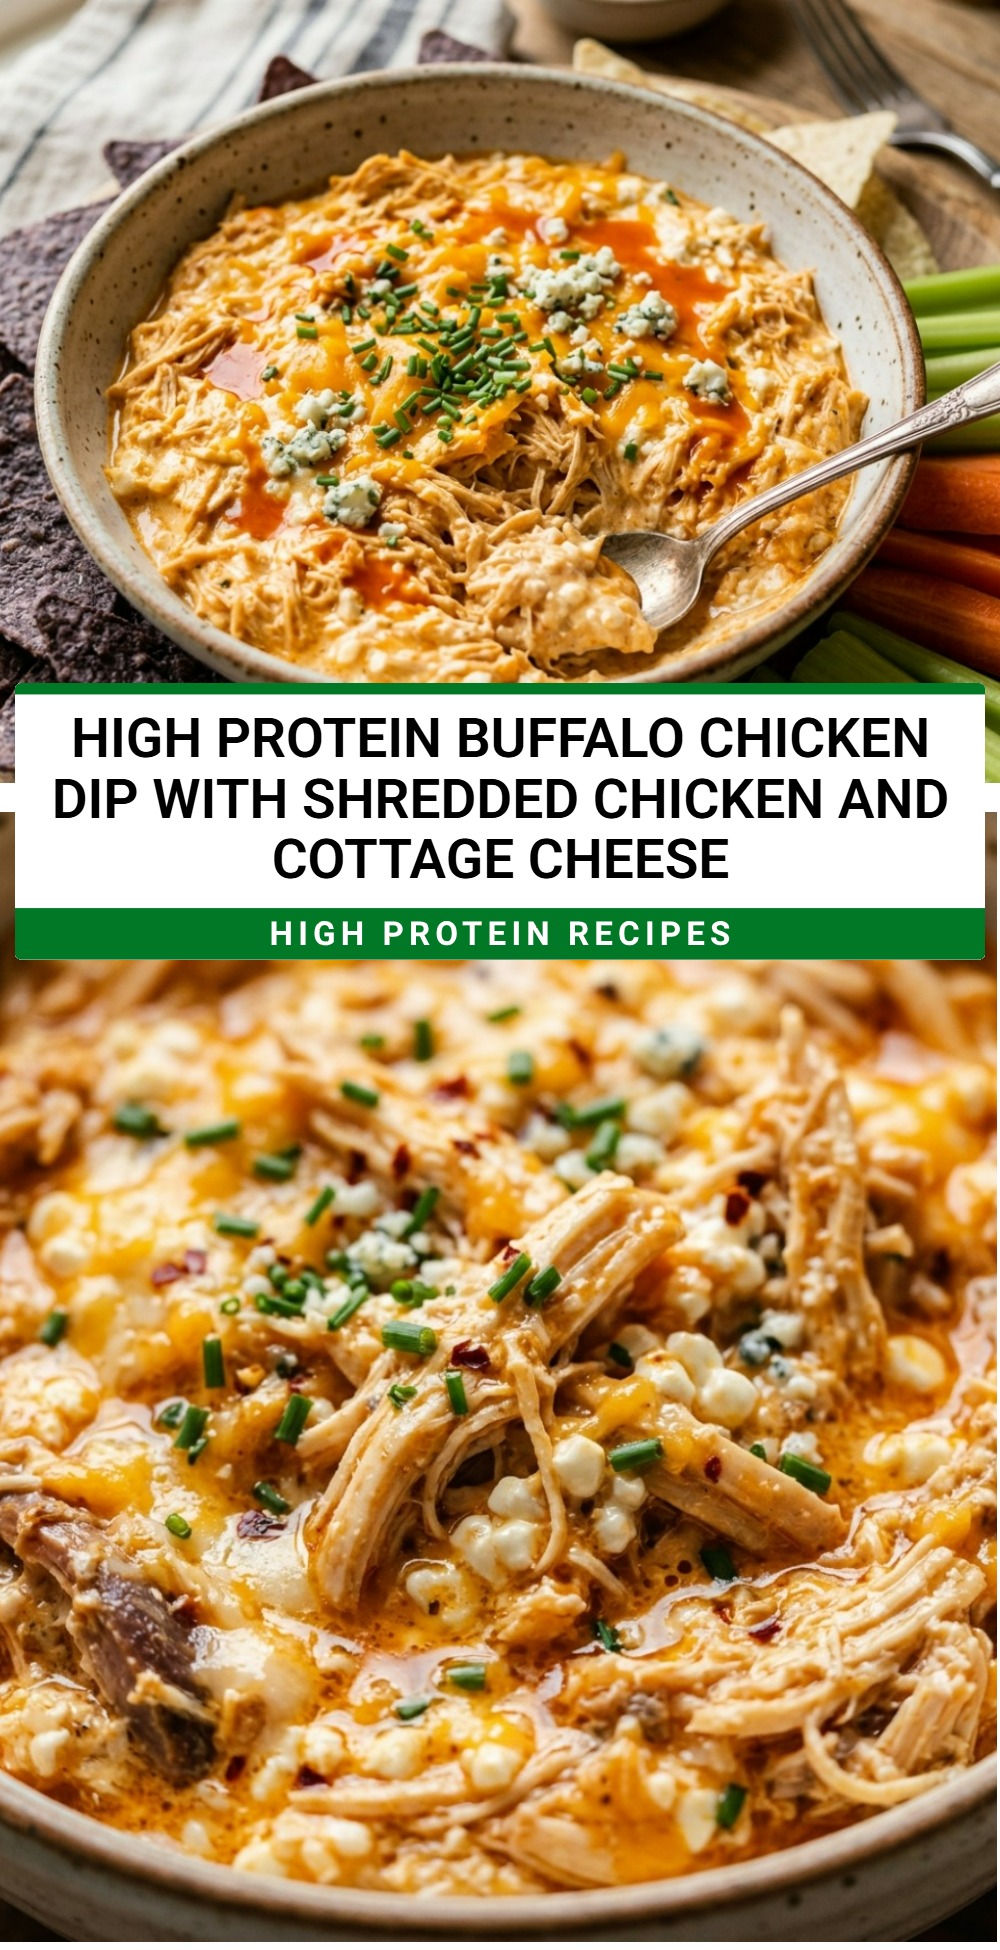 HIGH PROTEIN BUFFALO CHICKEN
DIP WITH SHREDDED CHICKEN AND
COTTAGE CHEESE
HIGH PROTEIN RECIPES